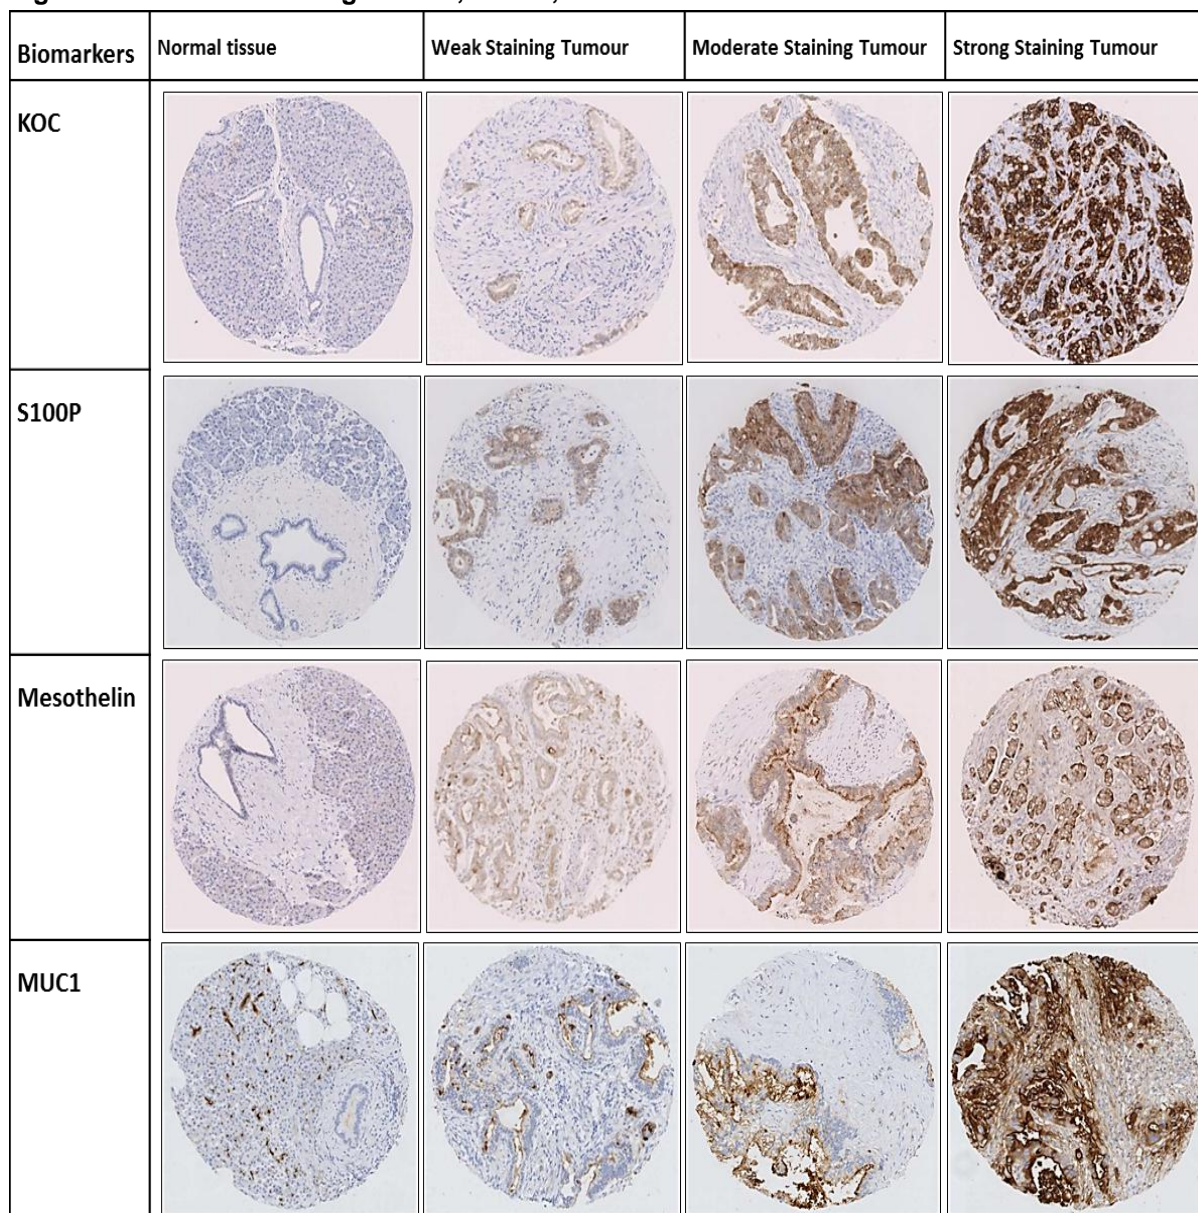 Biomarkers Normal tissue Weak Staining Tumour Moderate Staining Tumour Strong Staining Tumour
KOC
S100P
Mesothelin
MUC1